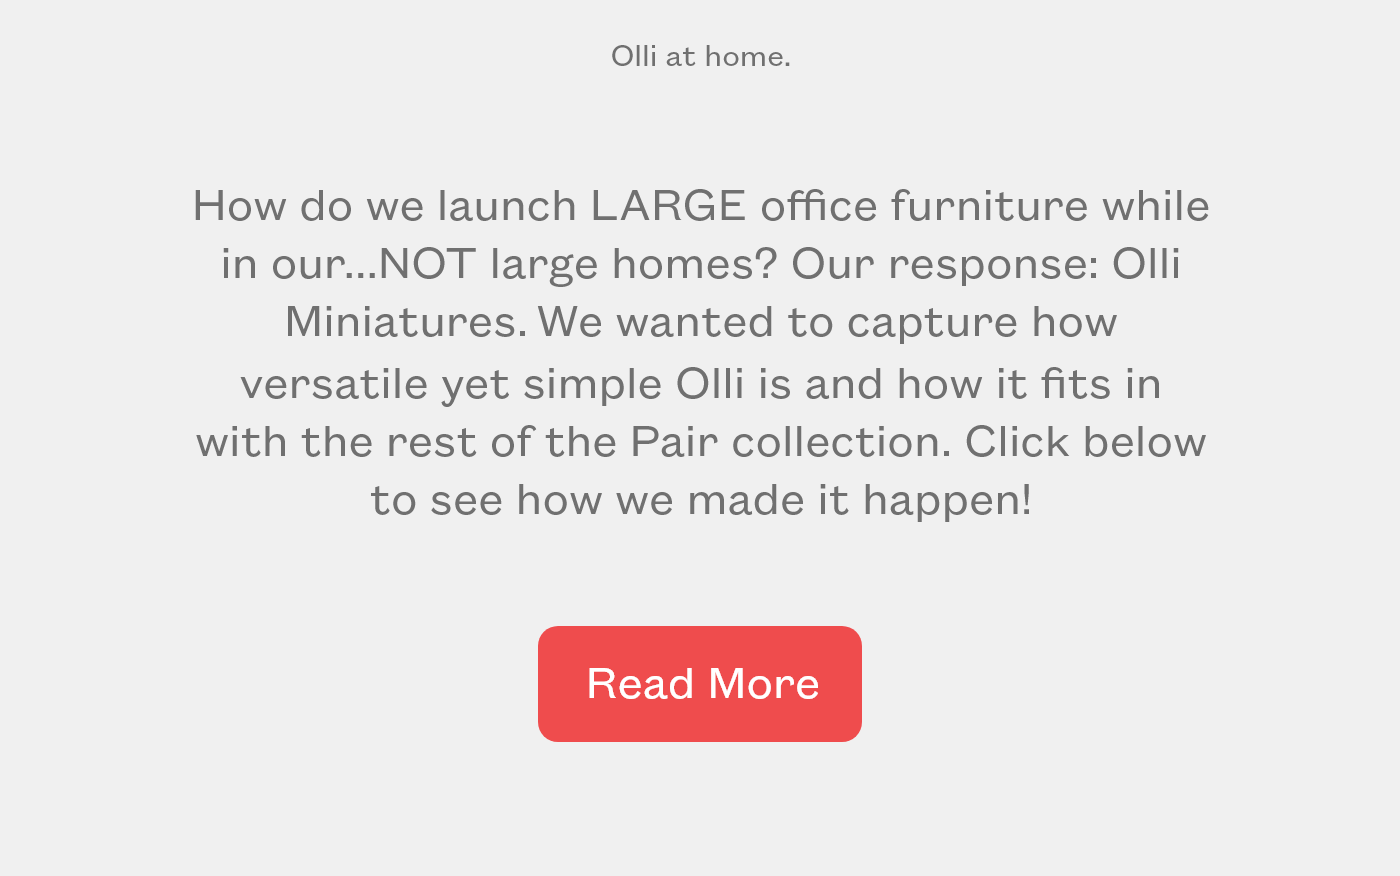 Olli at home.
How do we launch LARGE office furniture while
in our...NOT large homes? Our response: Olli
Miniatures. We wanted to capture how
versatile yet simple Olli is and how it fits in
with the rest of the Pair collection. Click below
to see how we made it happen!
Read More